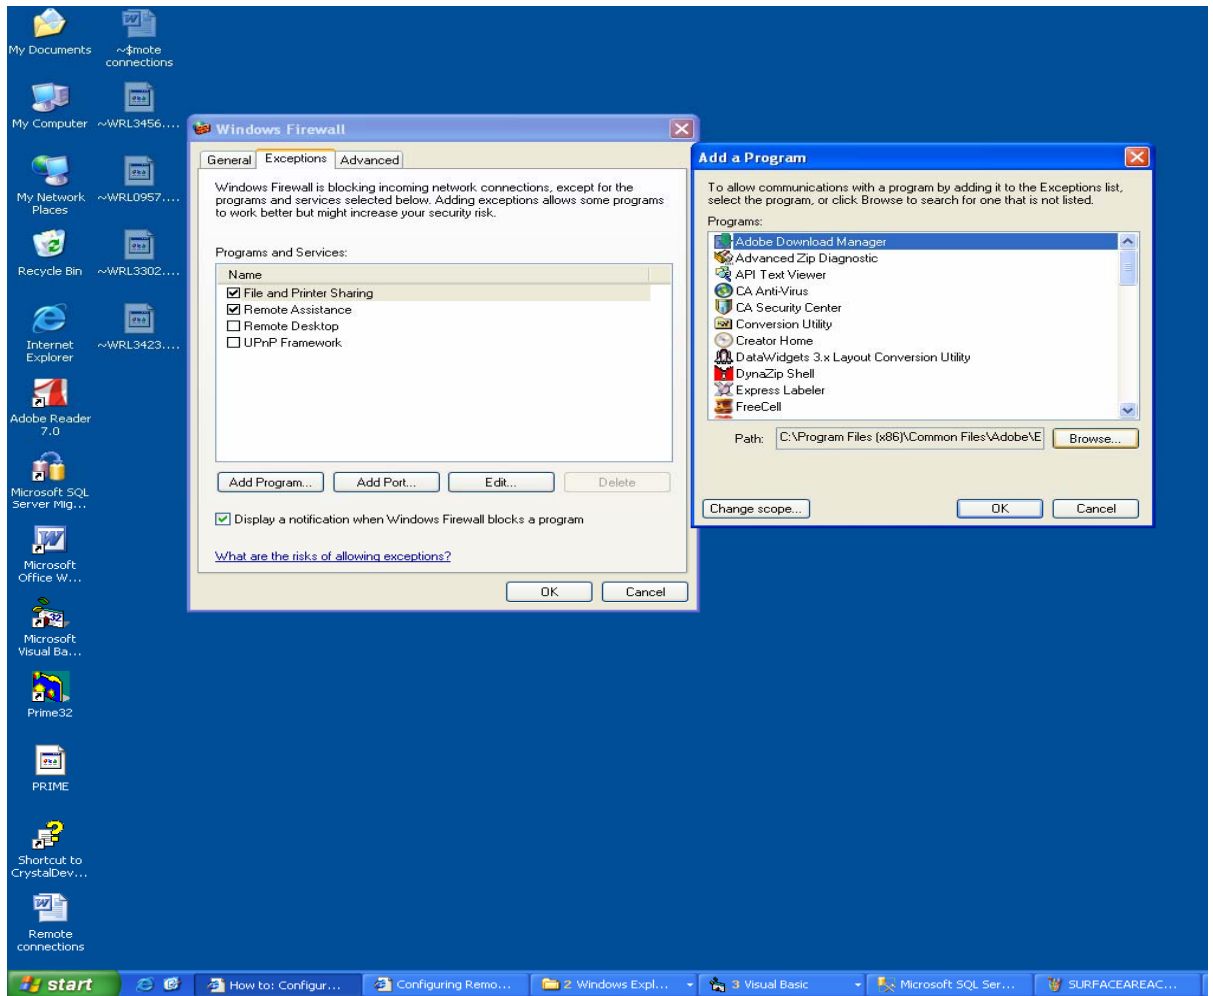 My Documents
~$mote
connections
My Computer
~WRL3456....
My Network
Places
~WRL0957....
Recycle Bin
~WRL3302....
Internet
Explorer
~WRL3423....
Adobe Reader
7.0
Microsoft SQL
Server Mig...
Microsoft
Office W...
Microsoft
Visual Ba...
Prime32
PRIME
Shortcut to
CrystalDev...
Remote
connections
Windows Firewall
General Exceptions Advanced
Windows Firewall is blocking incoming network connections, except for the
programs and services selected below. Adding exceptions allows some programs
to work better but might increase your security risk.
Programs and Services:
Name
File and Printer Sharing
Remote Assistance
Remote Desktop
UPnP Framework
Add Program... Add Port... Edit... Delete
Display a notification when Windows Firewall blocks a program
What are the risks of allowing exceptions?
OK Cancel
Add a Program
To allow communications with a program by adding it to the Exceptions list,
select the program, or click Browse to search for one that is not listed.
Programs:
Adobe Download Manager
Advanced Zip Diagnostic
API Text Viewer
CA Anti-Virus
CA Security Center
Conversion Utility
Creator Home
DataWidgets 3.x Layout Conversion Utility
DynaZip Shell
Express Labeler
FreeCell
Path: C:\Program Files (x86)\Common Files\Adobe\E Browse...
Change scope... OK Cancel
start How to: Configur... Configuring Remo... 2 Windows Expl... 3 Visual Basic Microsoft SQL Ser... SURFACEAREAC...